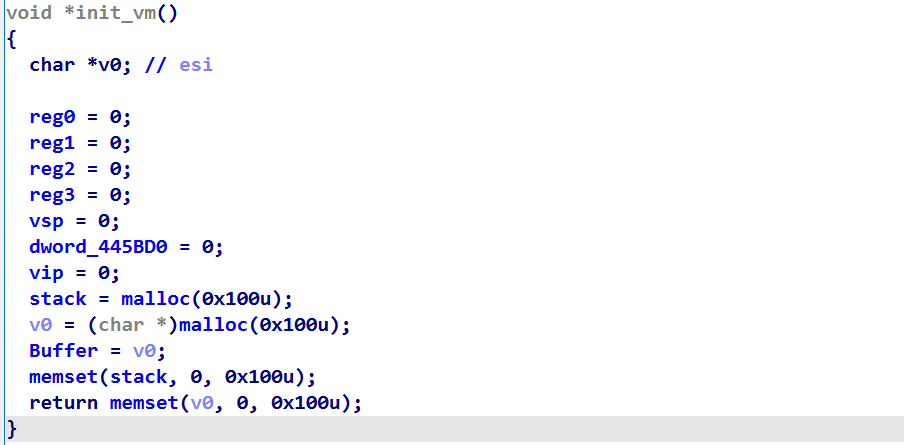 void *init_vm()
{
  char *v0; // esi

  reg0 = 0;
  reg1 = 0;
  reg2 = 0;
  reg3 = 0;
  vsp = 0;
  dword_445BD0 = 0;
  vip = 0;
  stack = malloc(0x100u);
  v0 = (char *)malloc(0x100u);
  Buffer = v0;
  memset(stack, 0, 0x100u);
  return memset(v0, 0, 0x100u);
}